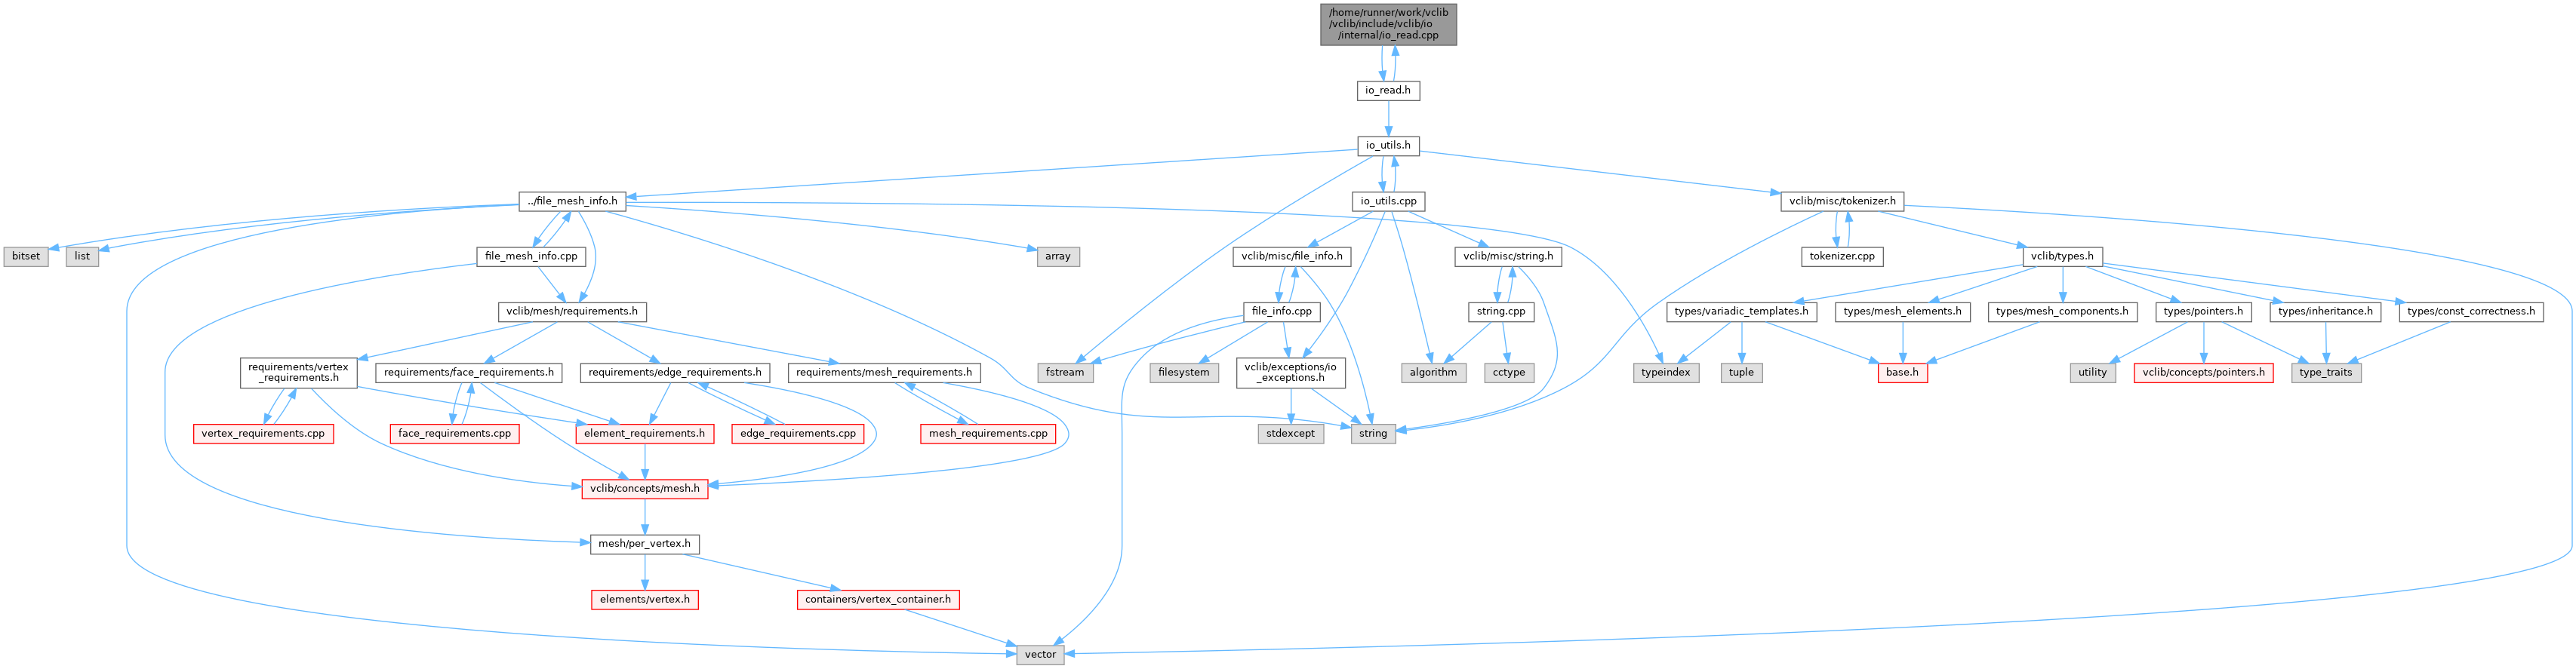 /home/runner/work/vclib
/vclib/include/vclib/io
/internal/io_read.cpp
io_read.h
io_utils.h
../file_mesh_info.h
io_utils.cpp
vclib/misc/tokenizer.h
bitset
list
file_mesh_info.cpp
array
vclib/misc/file_info.h
vclib/misc/string.h
tokenizer.cpp
vclib/types.h
vclib/mesh/requirements.h
file_info.cpp
string.cpp
types/variadic_templates.h
types/mesh_elements.h
types/mesh_components.h
types/pointers.h
types/inheritance.h
types/const_correctness.h
requirements/vertex
_requirements.h
requirements/face_requirements.h
requirements/edge_requirements.h
requirements/mesh_requirements.h
fstream
filesystem
vclib/exceptions/io
_exceptions.h
algorithm
cctype
typeindex
tuple
base.h
utility
vclib/concepts/pointers.h
type_traits
vertex_requirements.cpp
face_requirements.cpp
element_requirements.h
edge_requirements.cpp
mesh_requirements.cpp
stdexcept
string
vclib/concepts/mesh.h
mesh/per_vertex.h
elements/vertex.h
containers/vertex_container.h
vector